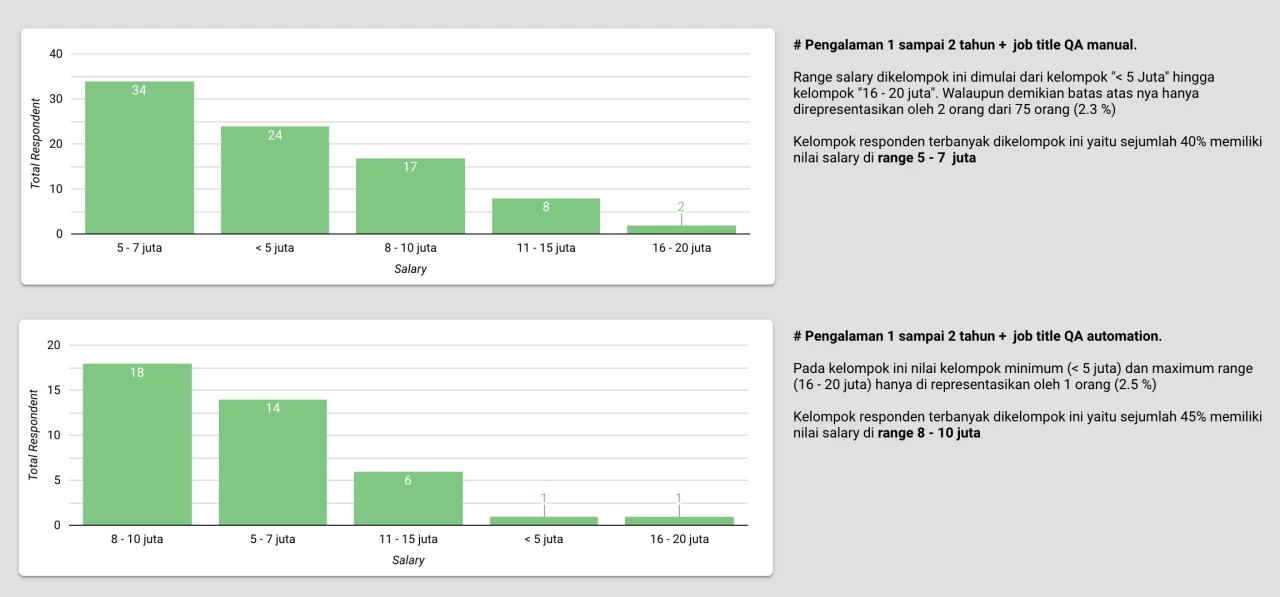 40
30
20
10
0
Total Respondent
34
24
17
8
2
5 - 7 juta
< 5 juta
8 - 10 juta
11 - 15 juta
16 - 20 juta
Salary
# Pengalaman 1 sampai 2 tahun + job title QA manual.
Range salary dikelompok ini dimulai dari kelompok "< 5 Juta" hingga
kelompok "16 - 20 juta". Walaupun demikian batas atas nya hanya
direpresentasikan oleh 2 orang dari 75 orang (2.3 %)
Kelompok responden terbanyak dikelompok ini yaitu sejumlah 40% memiliki
nilai salary di range 5 - 7 juta
20
15
10
5
0
Total Respondent
18
14
6
1
1
8 - 10 juta
5 - 7 juta
11 - 15 juta
< 5 juta
16 - 20 juta
Salary
# Pengalaman 1 sampai 2 tahun + job title QA automation.
Pada kelompok ini nilai kelompok minimum (< 5 juta) dan maximum range
(16 - 20 juta) hanya di representasikan oleh 1 orang (2.5 %)
Kelompok responden terbanyak dikelompok ini yaitu sejumlah 45% memiliki
nilai salary di range 8 - 10 juta